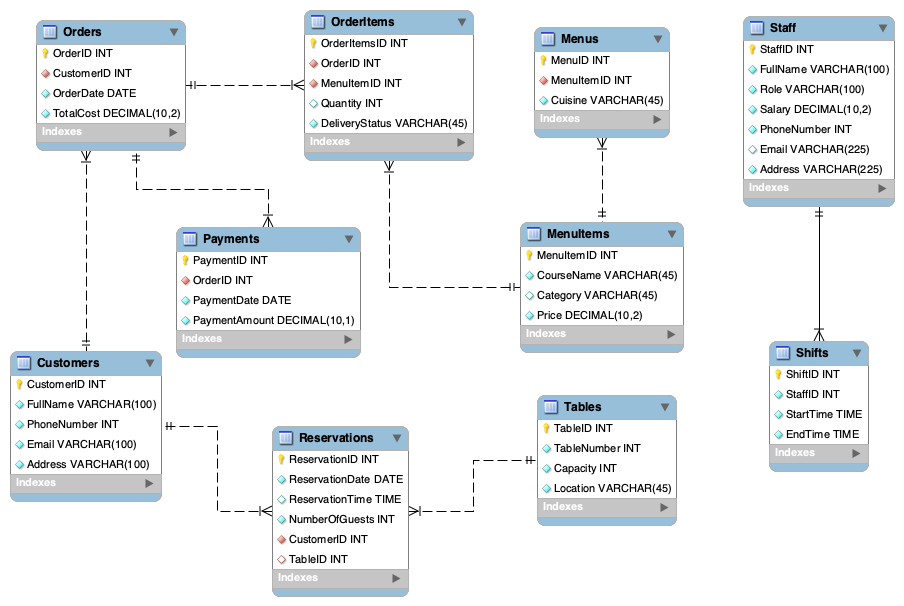 Orders
OrderID INT
CustomerID INT
OrderDate DATE
TotalCost DECIMAL(10,2)
Indexes
OrderItems
OrderItemsID INT
OrderID INT
MenuItemID INT
Quantity INT
DeliveryStatus VARCHAR(45)
Indexes
Menus
MenuID INT
MenuItemID INT
Cuisine VARCHAR(45)
Indexes
Staff
StaffID INT
FullName VARCHAR(100)
Role VARCHAR(100)
Salary DECIMAL(10,2)
PhoneNumber INT
Email VARCHAR(225)
Address VARCHAR(225)
Indexes
Payments
PaymentID INT
OrderID INT
PaymentDate DATE
PaymentAmount DECIMAL(10,1)
Indexes
MenuItems
MenuItemID INT
CourseName VARCHAR(45)
Category VARCHAR(45)
Price DECIMAL(10,2)
Indexes
Customers
CustomerID INT
FullName VARCHAR(100)
PhoneNumber INT
Email VARCHAR(100)
Address VARCHAR(100)
Indexes
Reservations
ReservationID INT
ReservationDate DATE
ReservationTime TIME
NumberOfGuests INT
CustomerID INT
TableID INT
Indexes
Tables
TableID INT
TableNumber INT
Capacity INT
Location VARCHAR(45)
Indexes
Shifts
ShiftID INT
StaffID INT
StartTime TIME
EndTime TIME
Indexes